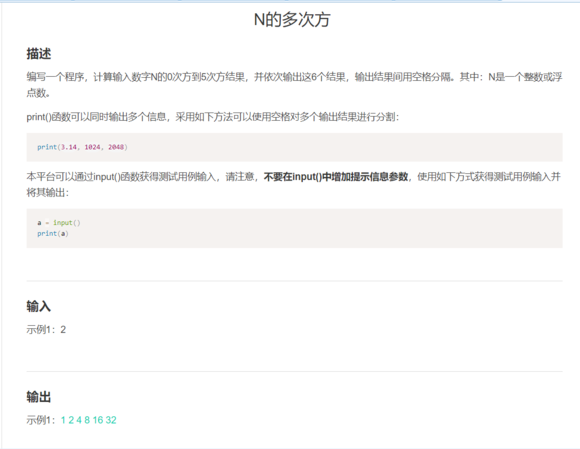 N的多次方
描述
编写一个程序，计算输入数字N的0次方到5次方结果，并依次输出这6个结果，输出结果间用空格分隔。其中：N是一个整数或浮
点数。
print()函数可以同时输出多个信息，采用如下方法可以使用空格对多个输出结果进行分割：
print(3.14, 1024, 2048)
本平台可以通过input()函数获得测试用例输入，请注意，不要在input()中增加提示信息参数，使用如下方式获得测试用例输入并
将其输出：
a = input()
print(a)
输入
示例1：2
输出
示例1：1 2 4 8 16 32